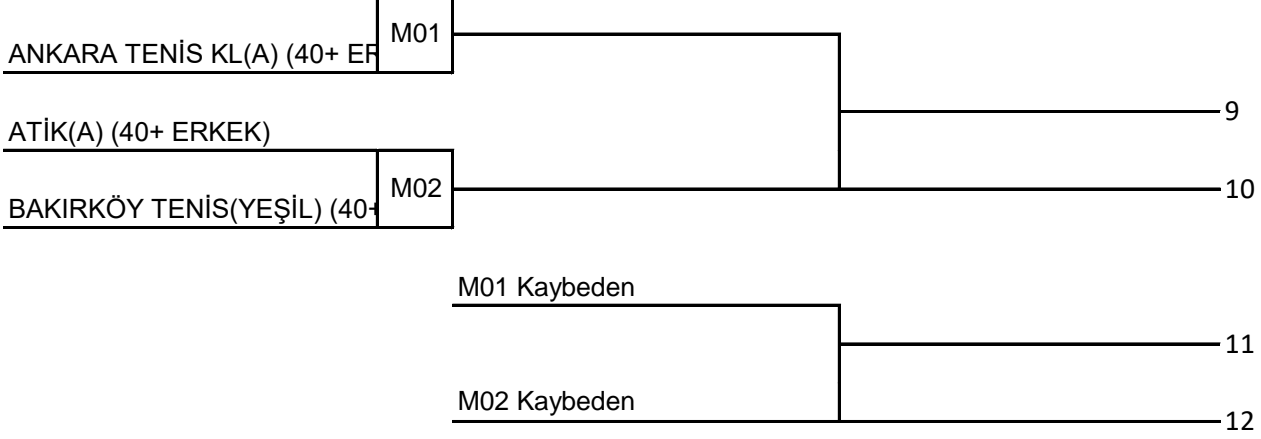 M01
ANKARA TENİS KL(A) (40+ ER
9
ATİK(A) (40+ ERKEK)
M02
10
BAKIRKÖY TENİS(YEŞİL) (40+
M01 Kaybeden
11
M02 Kaybeden
12